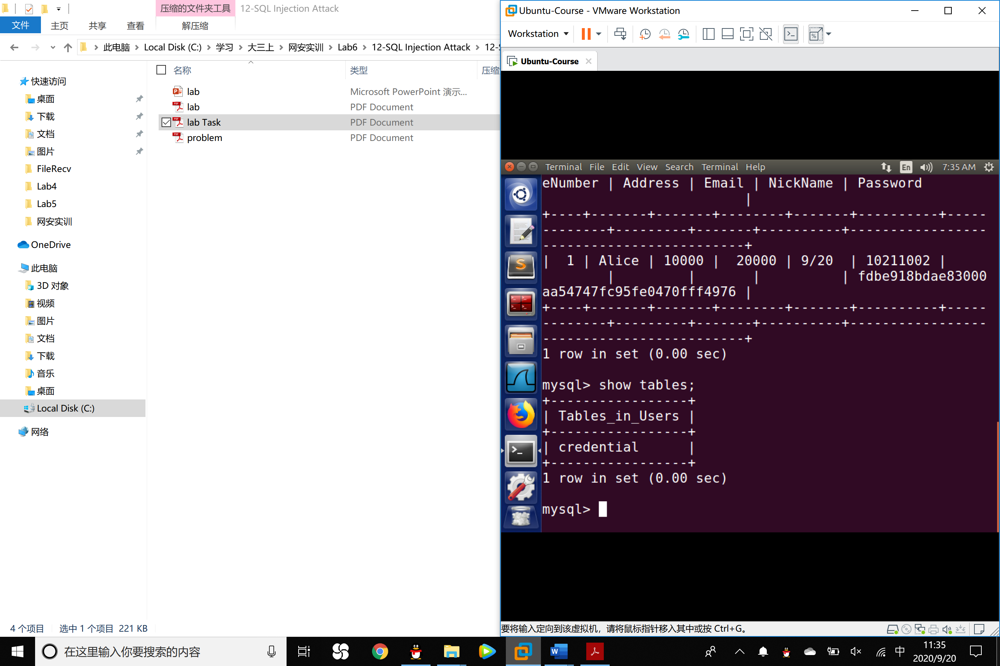 压缩的文件夹工具 12-SQL Injection Attack
文件 主页 共享 查看 解压缩
此电脑 Local Disk (C:) 学习 大三上 网安实训 Lab6 12-SQL Injection Attack
名称 类型 压缩
快速访问
桌面
下载
文档
图片
FileRecv
Lab4
Lab5
网安实训
OneDrive
此电脑
3D 对象
视频
图片
文档
下载
音乐
桌面
Local Disk (C:)
网络
lab Microsoft PowerPoint 演示...
lab PDF Document
lab Task PDF Document
problem PDF Document
4 个项目 选中 1 个项目 221 KB
Ubuntu-Course - VMware Workstation
Workstation
Ubuntu-Course
Terminal File Edit View Search Terminal Help En 7:35 AM
eNumber | Address | Email | NickName | Password
|
+----+-------+-------+--------+-------+----------+-----
--------+---------+-------+----------+-----------------
-------------------------+
| 1 | Alice | 10000 | 20000 | 9/20 | 10211002 |
| | | | fdbe918bdae83000
aa54747fc95fe0470fff4976 |
+----+-------+-------+--------+-------+----------+-----
--------+---------+-------+----------+-----------------
-------------------------+
1 row in set (0.00 sec)
mysql> show tables;
+-----------------+
| Tables_in_Users |
+-----------------+
| credential |
+-----------------+
1 row in set (0.00 sec)
mysql>
要将输入定向到该虚拟机，请将鼠标指针移入其中或按 Ctrl+G。
在这里输入你要搜索的内容
中
11:35
2020/9/20